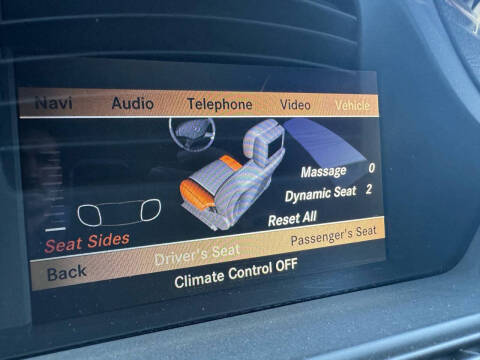 Navi Audio Telephone Video Vehicle
Massage 0
Dynamic Seat 2
Reset All
Seat Sides
Driver's Seat Passenger's Seat
Back
Climate Control OFF